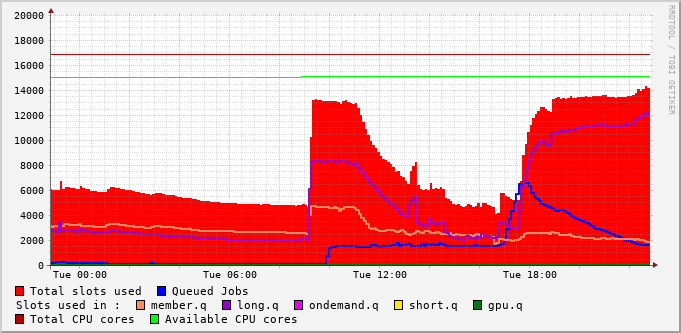 20000
18000
16000
14000
12000
10000
8000
6000
4000
2000
0
Tue 00:00 Tue 06:00 Tue 12:00 Tue 18:00
RRDTOOL / TOBI OETIKER
Total slots used Queued Jobs
Slots used in : member.q long.q ondemand.q short.q gpu.q
Total CPU cores Available CPU cores